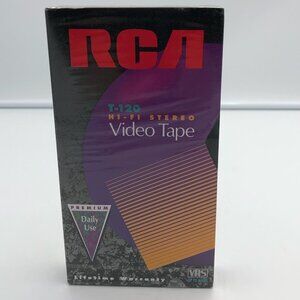 RCA
T-120
HI-FI STEREO
Video Tape
PREMIUM
Daily
Use
Lifetime Warranty
VHS